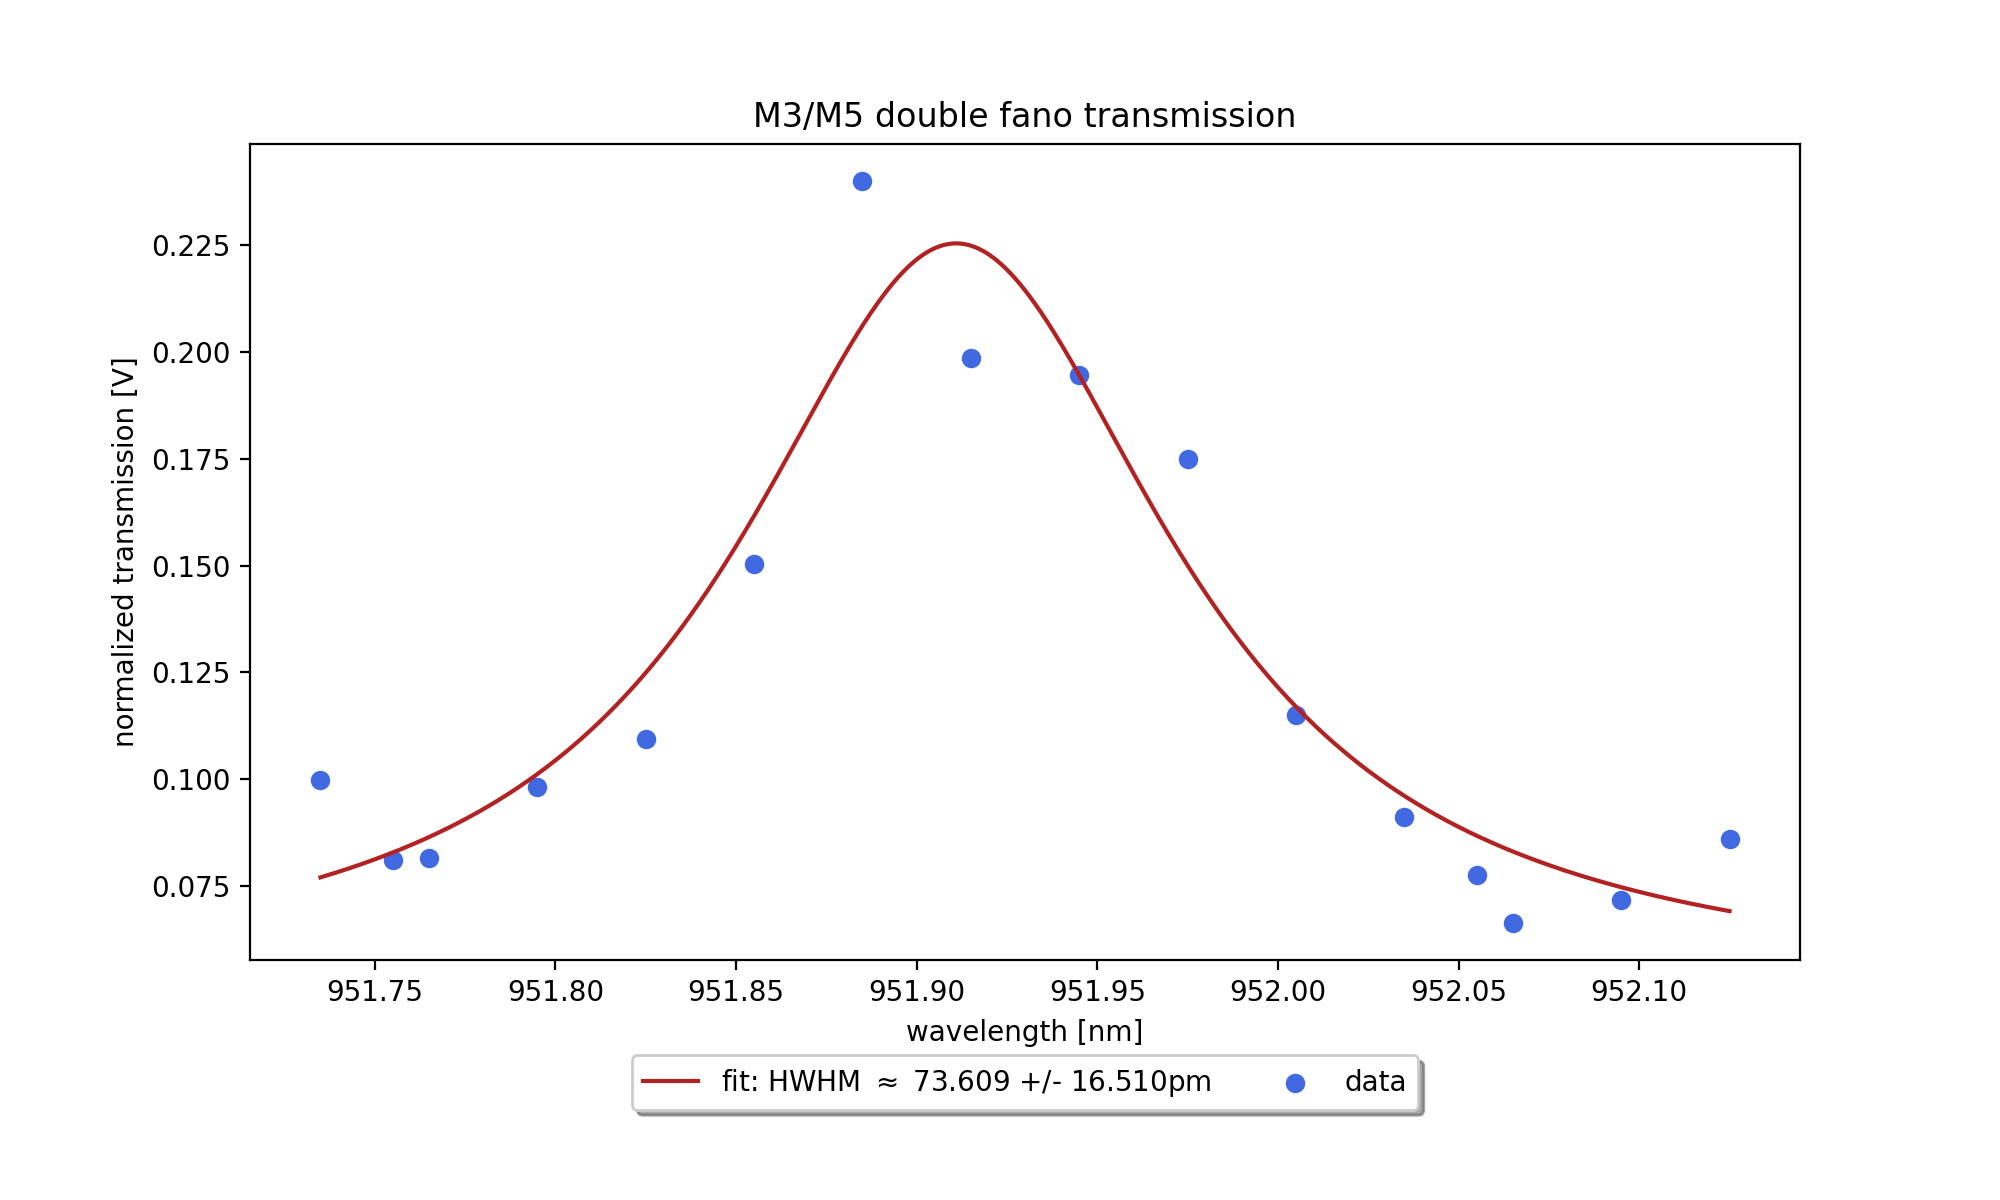 M3/M5 double fano transmission
normalized transmission [V]
0.225
0.200
0.175
0.150
0.125
0.100
0.075
951.75 951.80 951.85 951.90 951.95 952.00 952.05 952.10
wavelength [nm]
fit: HWHM ≈ 73.609 +/- 16.510pm data